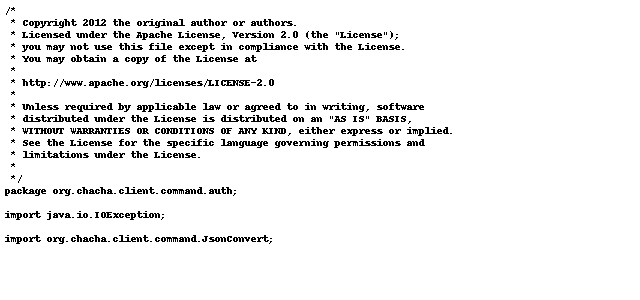 /*
 * Copyright 2012 the original author or authors.
 * Licensed under the Apache License, Version 2.0 (the "License");
 * you may not use this file except in compliance with the License.
 * You may obtain a copy of the License at
 *
 * http://www.apache.org/licenses/LICENSE-2.0
 *
 * Unless required by applicable law or agreed to in writing, software
 * distributed under the License is distributed on an "AS IS" BASIS,
 * WITHOUT WARRANTIES OR CONDITIONS OF ANY KIND, either express or implied.
 * See the License for the specific language governing permissions and
 * limitations under the License.
 *
 */
package org.chacha.client.command.auth;

import java.io.IOException;

import org.chacha.client.command.JsonConvert;